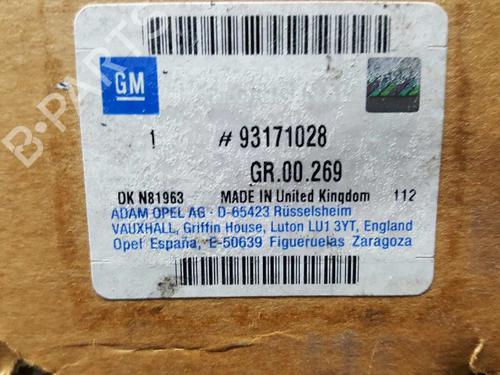 GM
1 # 93171028
GR.00.269
DK N81963 MADE IN United Kingdom 112
ADAM OPEL AG · D-65423 Rüsselsheim
VAUXHALL, Griffin House, Luton LU1 3YT, England
Opel España, E-50639 Figueruelas Zaragoza
B-PARTS